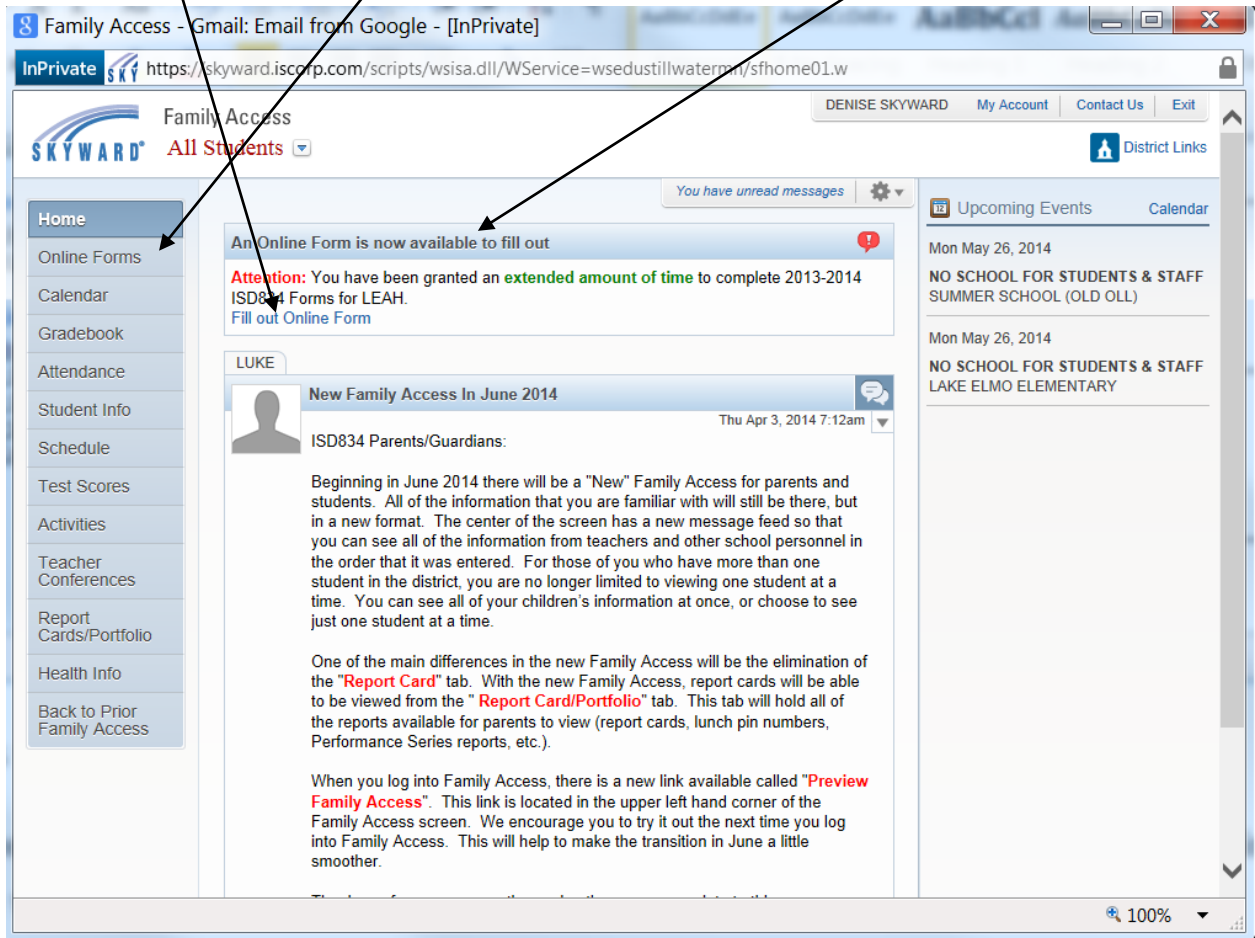 Family Access - Gmail: Email from Google - [InPrivate]
InPrivate SKY https://skyward.iscorp.com/scripts/wsisa.dll/WService=wsedustillwatermn/sfhome01.w
DENISE SKYWARD My Account Contact Us Exit
Family Access
SKYWARD® All Students
District Links
You have unread messages
Home
Online Forms
Calendar
Gradebook
Attendance
Student Info
Schedule
Test Scores
Activities
Teacher
Conferences
Report
Cards/Portfolio
Health Info
Back to Prior
Family Access
An Online Form is now available to fill out
Attention: You have been granted an extended amount of time to complete 2013-2014
ISD834 Forms for LEAH.
Fill out Online Form
LUKE
New Family Access In June 2014
Thu Apr 3, 2014 7:12am
ISD834 Parents/Guardians:
Beginning in June 2014 there will be a "New" Family Access for parents and
students. All of the information that you are familiar with will still be there, but
in a new format. The center of the screen has a new message feed so that
you can see all of the information from teachers and other school personnel in
the order that it was entered. For those of you who have more than one
student in the district, you are no longer limited to viewing one student at a
time. You can see all of your children's information at once, or choose to see
just one student at a time.
One of the main differences in the new Family Access will be the elimination of
the "Report Card" tab. With the new Family Access, report cards will be able
to be viewed from the " Report Card/Portfolio" tab. This tab will hold all of
the reports available for parents to view (report cards, lunch pin numbers,
Performance Series reports, etc.).
When you log into Family Access, there is a new link available called "Preview
Family Access". This link is located in the upper left hand corner of the
Family Access screen. We encourage you to try it out the next time you log
into Family Access. This will help to make the transition in June a little
smoother.
12 Upcoming Events Calendar
Mon May 26, 2014
NO SCHOOL FOR STUDENTS & STAFF
SUMMER SCHOOL (OLD OLL)
Mon May 26, 2014
NO SCHOOL FOR STUDENTS & STAFF
LAKE ELMO ELEMENTARY
100%